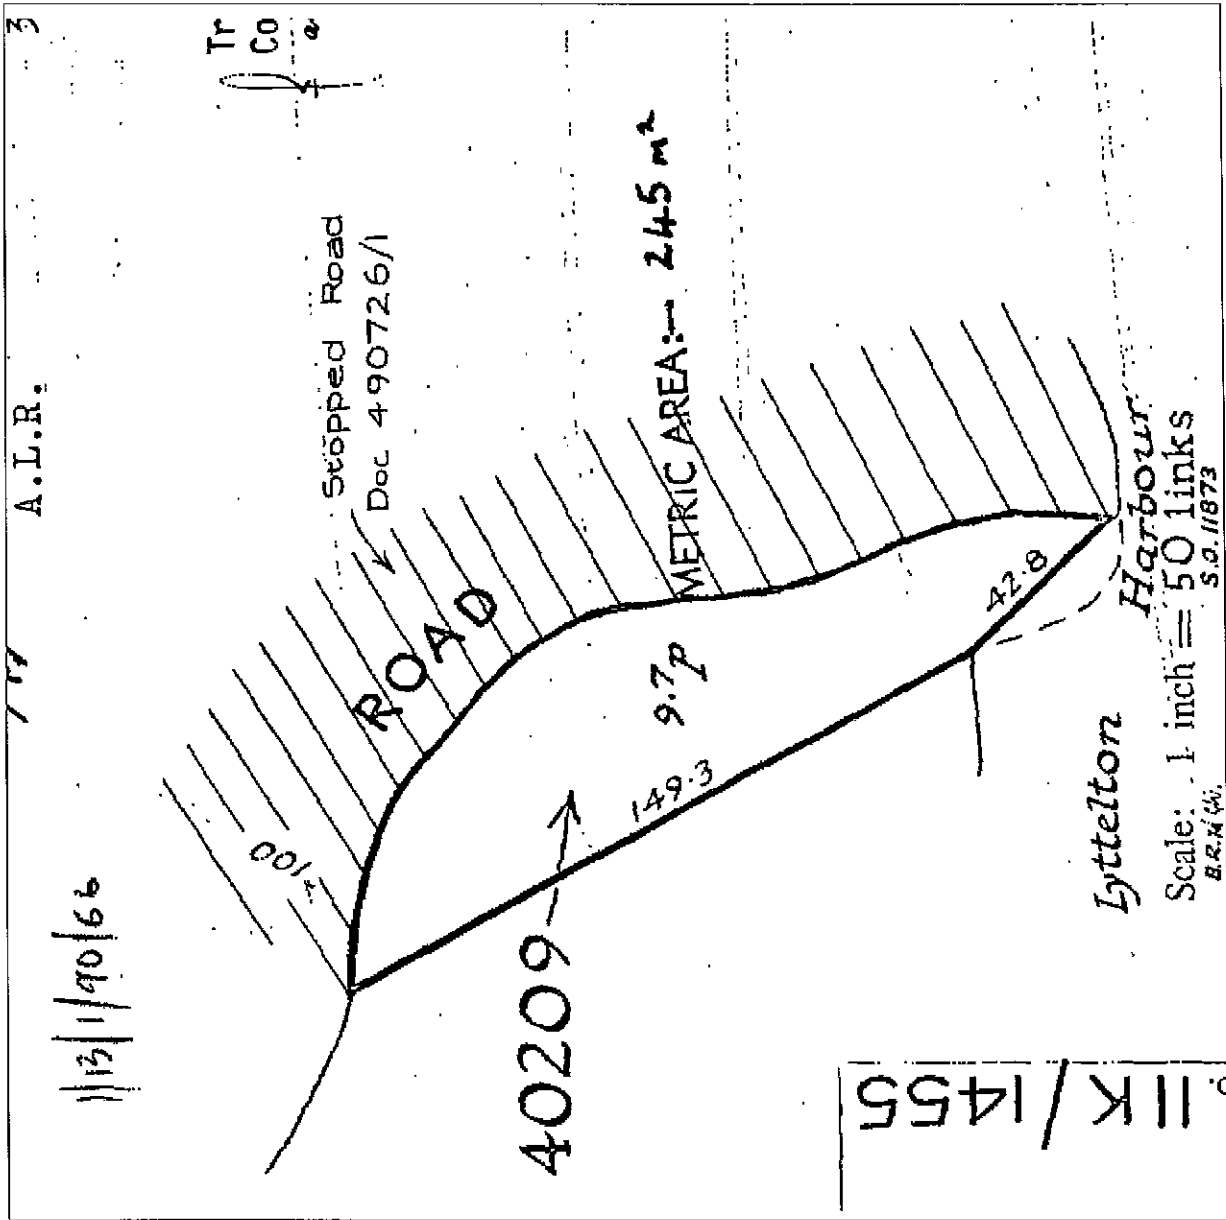 A.L.R.
3
Tr
Co
a
Stopped Road
Doc 490726/1
ROAD
METRIC AREA:— 245 m²
100
9.7p
149.3
42.8
40209
Lyttelton Harbour
Scale: 1 inch = 50 links
S.O. 11873
11K/1455